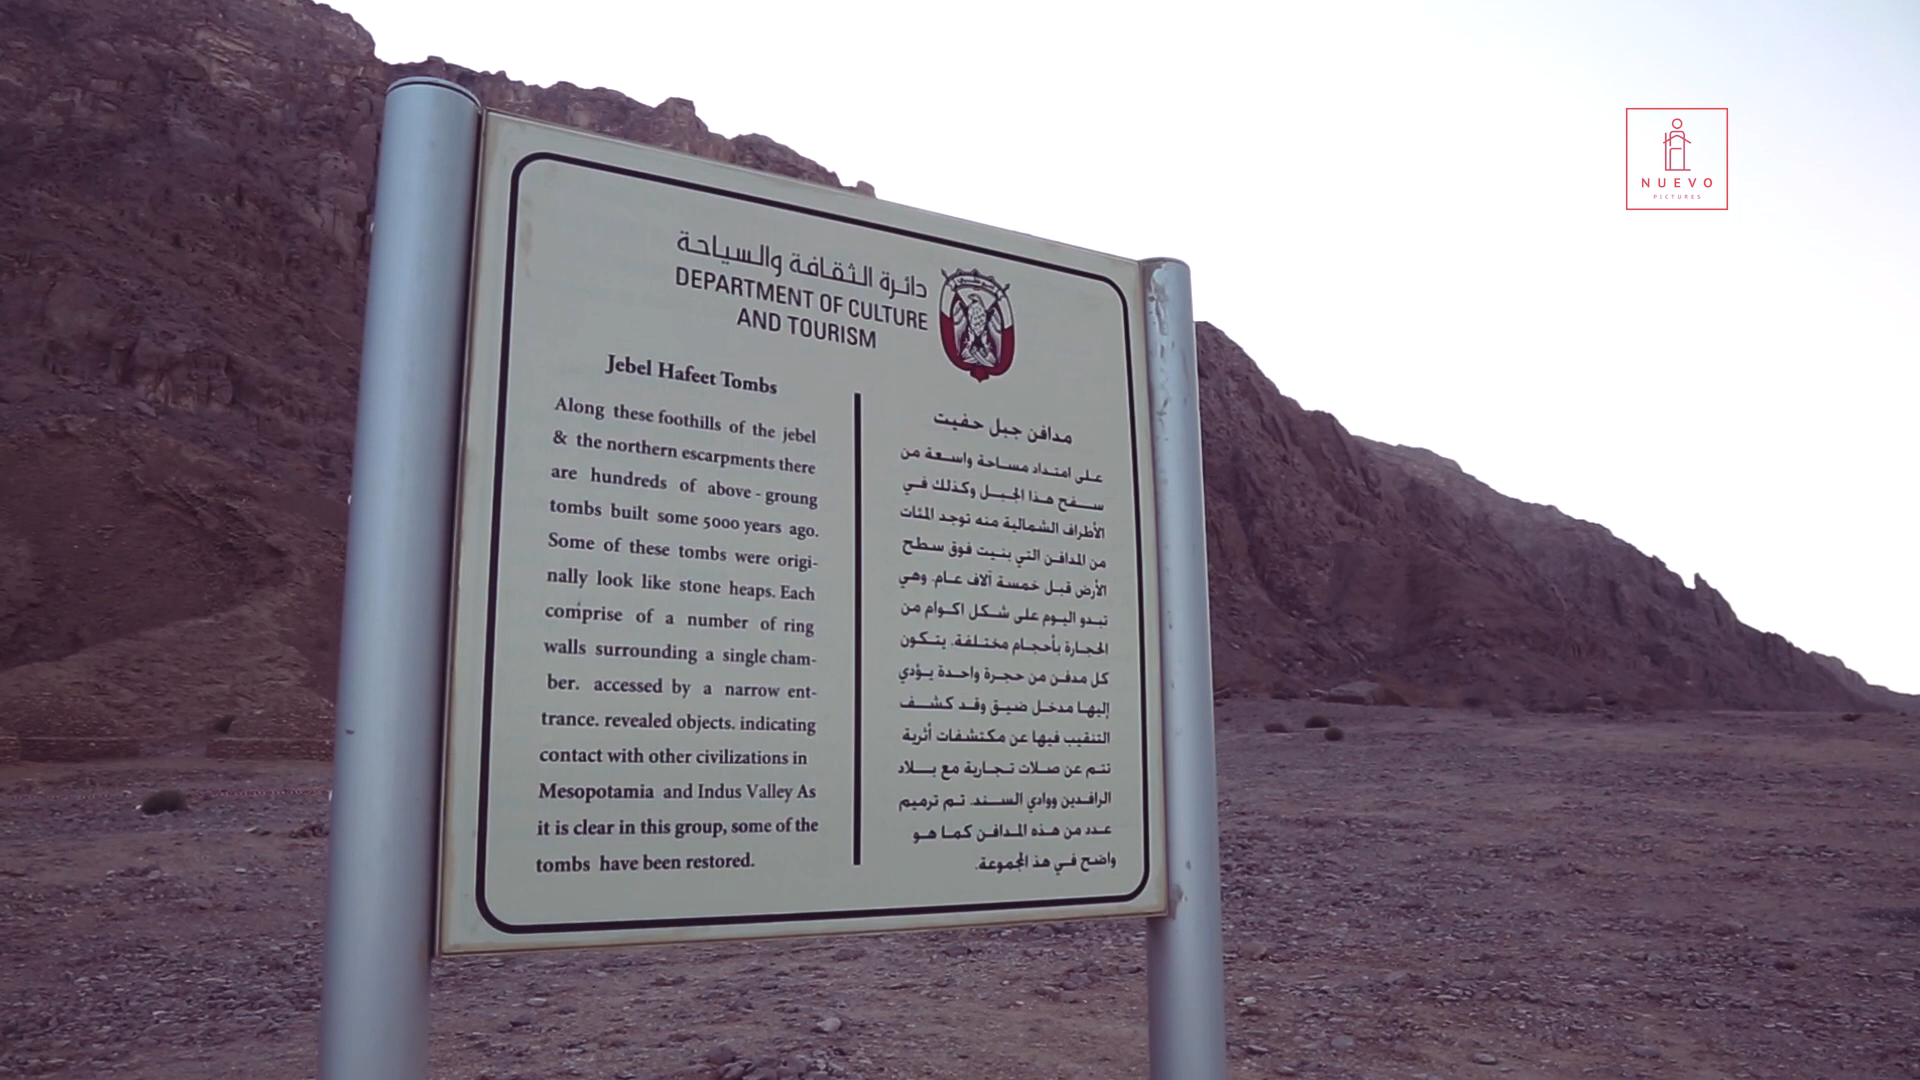 دائرة الثقافة والسياحة
DEPARTMENT OF CULTURE
AND TOURISM
Jebel Hafeet Tombs
Along these foothills of the jebel
& the northern escarpments there
are hundreds of above - groung
tombs built some 5000 years ago.
Some of these tombs were origi-
nally look like stone heaps. Each
comprise of a number of ring
walls surrounding a single cham-
ber. accessed by a narrow ent-
trance. revealed objects. indicating
contact with other civilizations in
Mesopotamia and Indus Valley As
it is clear in this group, some of the
tombs have been restored.
مدافن جبل حفيت
على امتداد مساحة واسعة من
سفح هذا الجبل وكذلك في
الأطراف الشمالية منه توجد المئات
من المدافن التي بنيت فوق سطح
الأرض قبل خمسة آلاف عام. وهي
تبدو اليوم على شكل اكوام من
الحجارة بأحجام مختلفة. يتكون
كل مدفن من حجرة واحدة يؤدي
إليها مدخل ضيق وقد كشف
التنقيب فيها عن مكتشفات أثرية
تنم عن صلات تجارية مع بلاد
الرافدين ووادي السند. تم ترميم
عدد من هذه المدافن كما هو
واضح في هذ المجموعة.
NUEVO
PICTURES